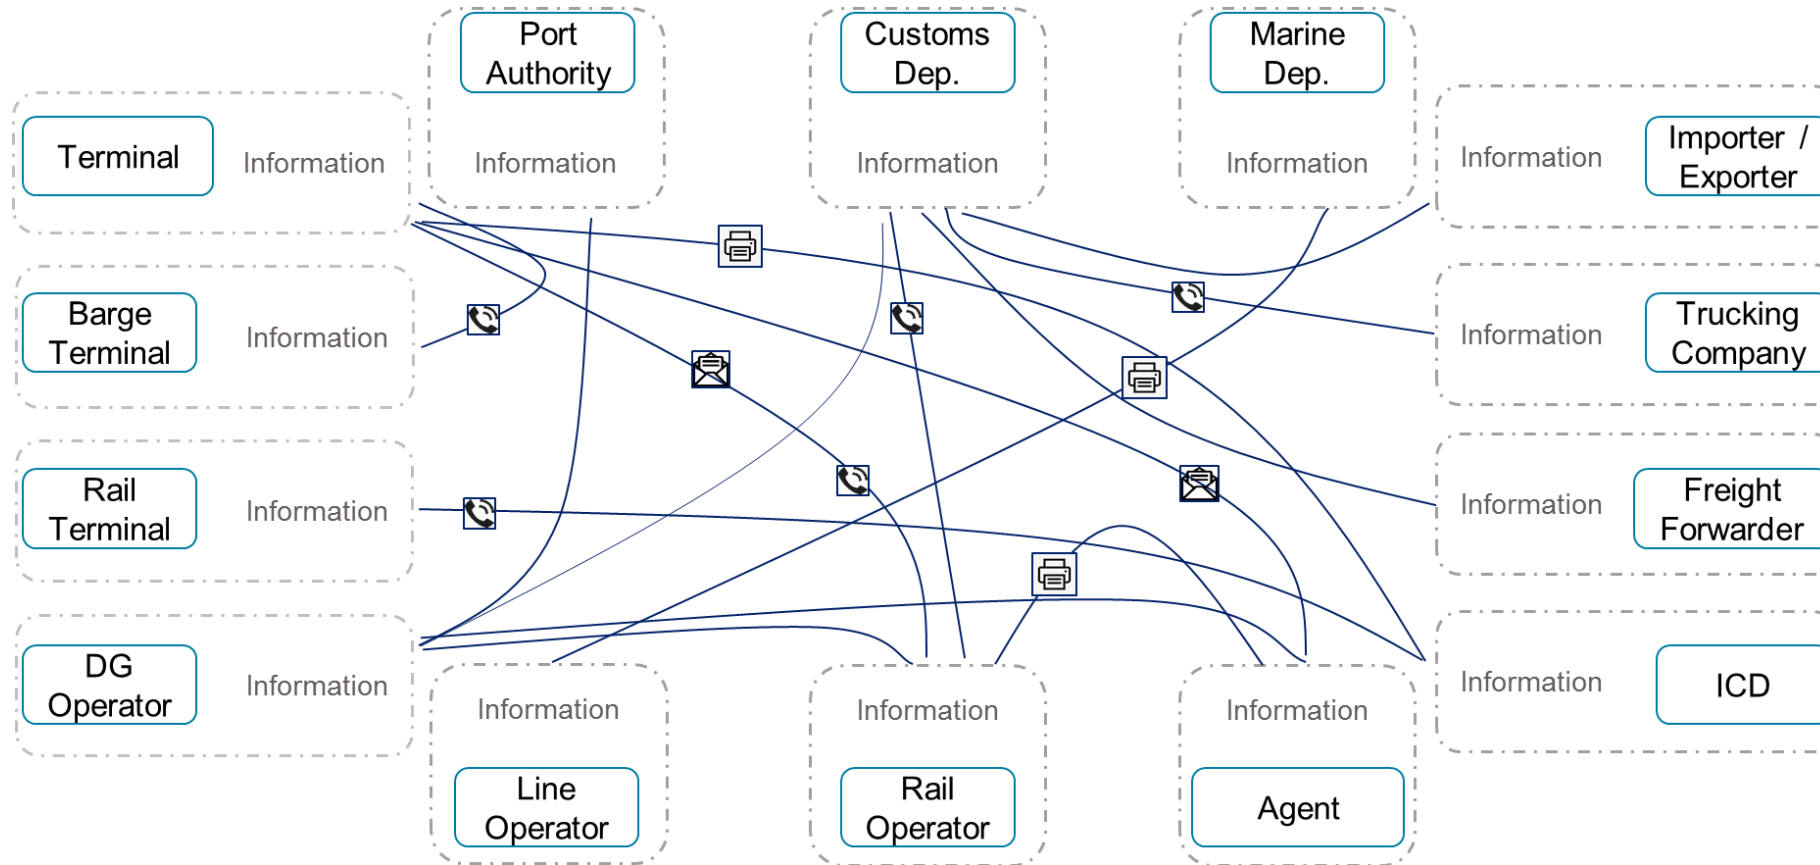 Port
Authority
Information
Customs
Dep.
Information
Marine
Dep.
Information
Terminal
Information
Importer /
Exporter
Information
Barge
Terminal
Information
Trucking
Company
Information
Rail
Terminal
Information
Freight
Forwarder
Information
DG
Operator
Information
ICD
Information
Information
Line
Operator
Information
Rail
Operator
Information
Agent